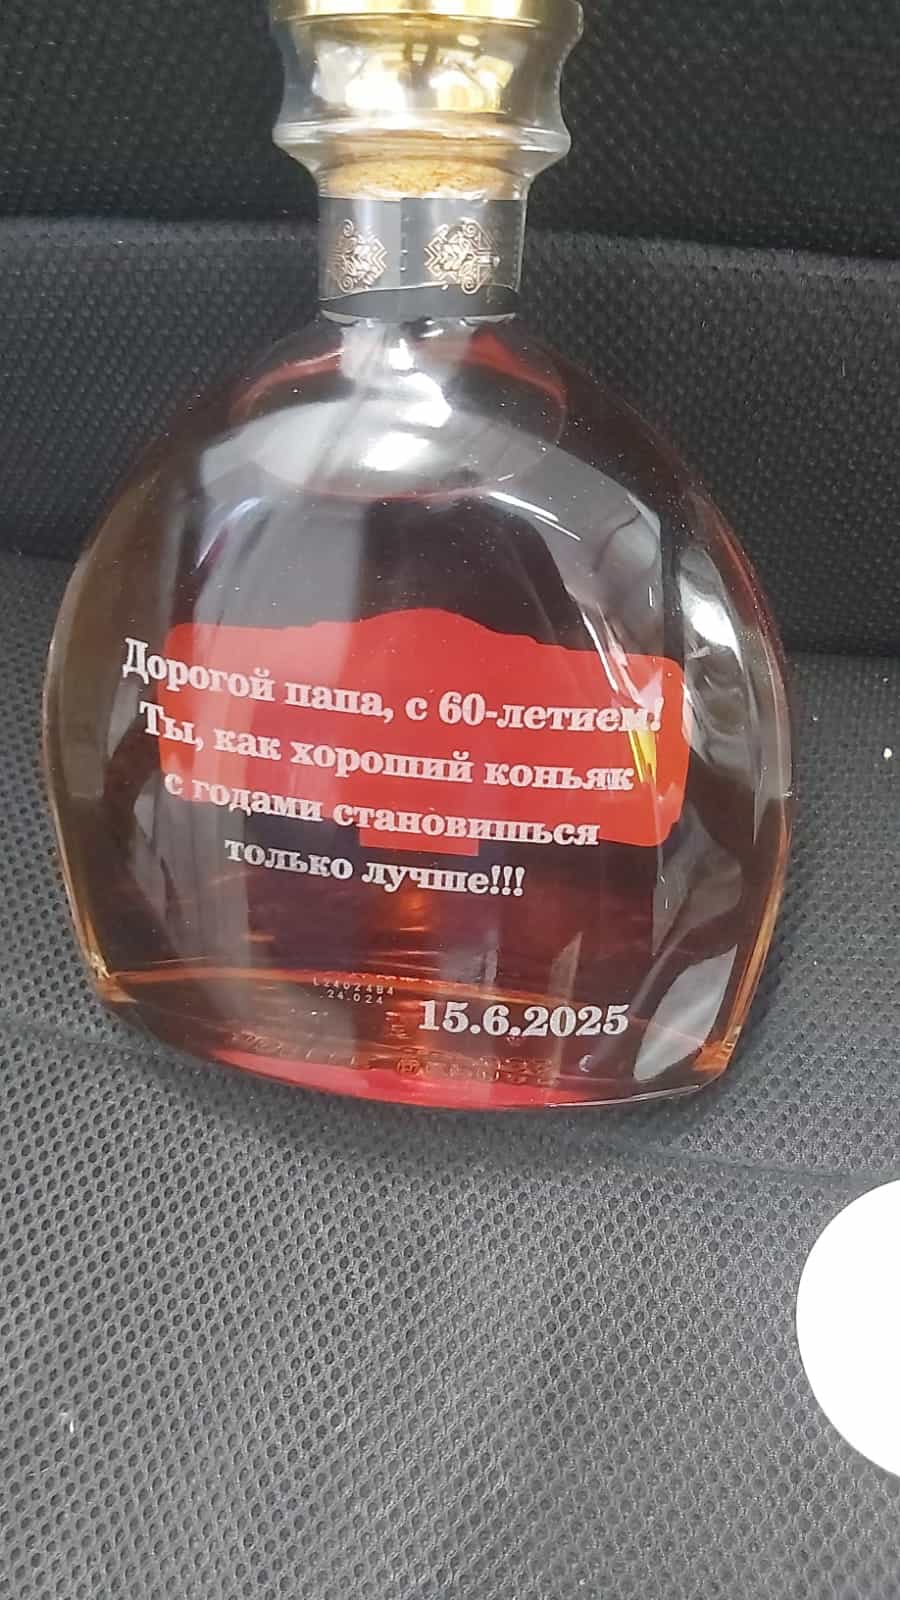 Дорогой папа, с 60-летием!
Ты, как хороший коньяк
с годами становишься
только лучше!!!
15.6.2025